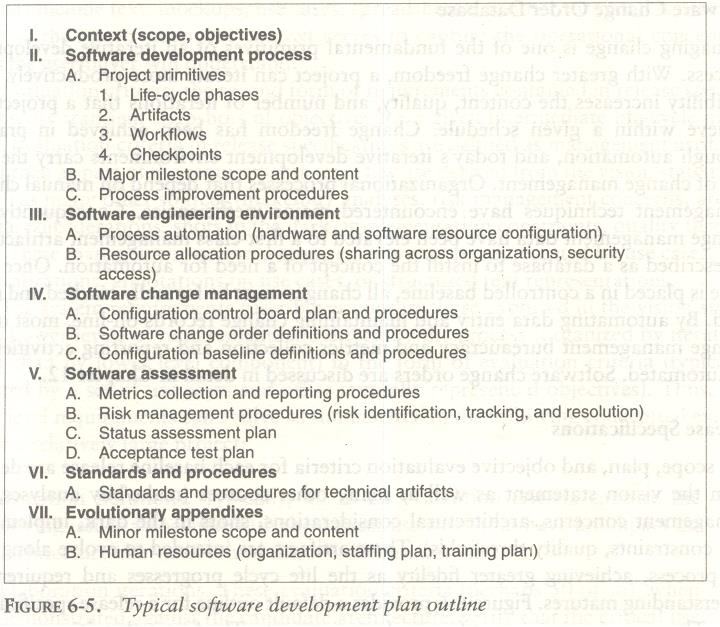 I. Context (scope, objectives)
II. Software development process
A. Project primitives
1. Life-cycle phases
2. Artifacts
3. Workflows
4. Checkpoints
B. Major milestone scope and content
C. Process improvement procedures
III. Software engineering environment
A. Process automation (hardware and software resource configuration)
B. Resource allocation procedures (sharing across organizations, security
access)
IV. Software change management
A. Configuration control board plan and procedures
B. Software change order definitions and procedures
C. Configuration baseline definitions and procedures
V. Software assessment
A. Metrics collection and reporting procedures
B. Risk management procedures (risk identification, tracking, and resolution)
C. Status assessment plan
D. Acceptance test plan
VI. Standards and procedures
A. Standards and procedures for technical artifacts
VII. Evolutionary appendixes
A. Minor milestone scope and content
B. Human resources (organization, staffing plan, training plan)
FIGURE 6-5. Typical software development plan outline